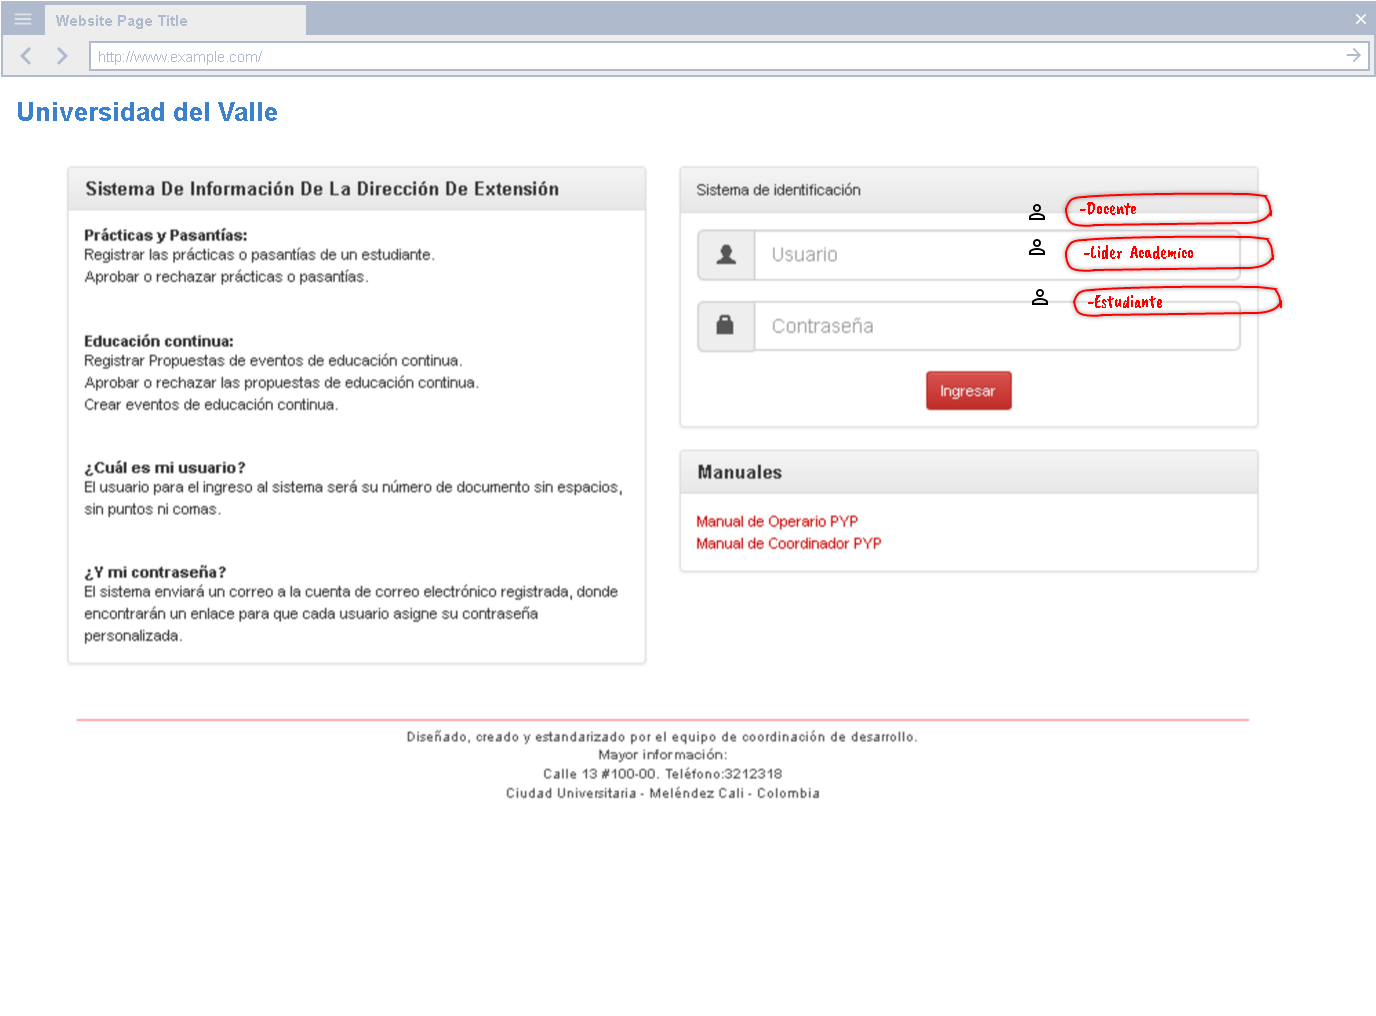 Website Page Title
http://www.example.com/
Universidad del Valle
Sistema De Información De La Dirección De Extensión
Prácticas y Pasantías:
Registrar las prácticas o pasantías de un estudiante.
Aprobar o rechazar prácticas o pasantías.
Educación continua:
Registrar Propuestas de eventos de educación continua.
Aprobar o rechazar las propuestas de educación continua.
Crear eventos de educación continua.
¿Cuál es mi usuario?
El usuario para el ingreso al sistema será su número de documento sin espacios,
sin puntos ni comas.
¿Y mi contraseña?
El sistema enviará un correo a la cuenta de correo electrónico registrada, donde
encontrarán un enlace para que cada usuario asigne su contraseña
personalizada.
Sistema de identificación
-Docente
Usuario
-Lider Academico
-Estudiante
Contraseña
Ingresar
Manuales
Manual de Operario PYP
Manual de Coordinador PYP
Diseñado, creado y estandarizado por el equipo de coordinación de desarrollo.
Mayor información:
Calle 13 #100-00. Teléfono:3212318
Ciudad Universitaria - Meléndez Cali - Colombia